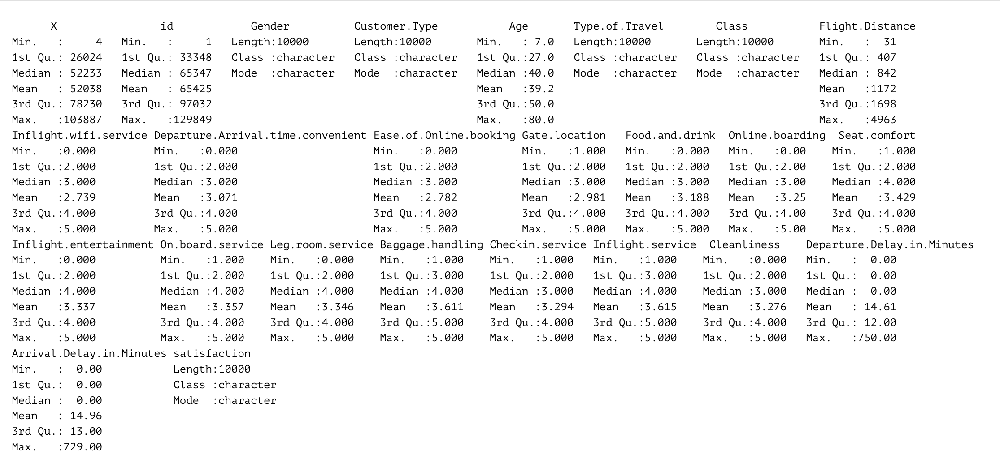 X                id            Gender          Customer.Type           Age       Type.of.Travel        Class           Flight.Distance
Min.   :     4   Min.   :     1   Length:10000       Length:10000       Min.   : 7.0   Length:10000       Length:10000       Min.   :  31
1st Qu.: 26024   1st Qu.: 33348   Class :character   Class :character   1st Qu.:27.0   Class :character   Class :character   1st Qu.: 407
Median : 52233   Median : 65347   Mode  :character   Mode  :character   Median :40.0   Mode  :character   Mode  :character   Median : 842
Mean   : 52038   Mean   : 65425                                         Mean   :39.2                                         Mean   :1172
3rd Qu.: 78230   3rd Qu.: 97032                                         3rd Qu.:50.0                                         3rd Qu.:1698
Max.   :103887   Max.   :129849                                         Max.   :80.0                                         Max.   :4963
Inflight.wifi.service Departure.Arrival.time.convenient Ease.of.Online.booking Gate.location   Food.and.drink  Online.boarding  Seat.comfort
Min.   :0.000         Min.   :0.000                     Min.   :0.000          Min.   :1.000   Min.   :0.000   Min.   :0.00    Min.   :1.000
1st Qu.:2.000         1st Qu.:2.000                     1st Qu.:2.000          1st Qu.:2.000   1st Qu.:2.000   1st Qu.:2.00    1st Qu.:2.000
Median :3.000         Median :3.000                     Median :3.000          Median :3.000   Median :3.000   Median :3.00    Median :4.000
Mean   :2.739         Mean   :3.071                     Mean   :2.782          Mean   :2.981   Mean   :3.188   Mean   :3.25    Mean   :3.429
3rd Qu.:4.000         3rd Qu.:4.000                     3rd Qu.:4.000          3rd Qu.:4.000   3rd Qu.:4.000   3rd Qu.:4.00    3rd Qu.:4.000
Max.   :5.000         Max.   :5.000                     Max.   :5.000          Max.   :5.000   Max.   :5.000   Max.   :5.00    Max.   :5.000
Inflight.entertainment On.board.service Leg.room.service Baggage.handling Checkin.service Inflight.service  Cleanliness    Departure.Delay.in.Minutes
Min.   :0.000          Min.   :1.000    Min.   :0.000    Min.   :1.000    Min.   :1.000   Min.   :1.000    Min.   :0.000   Min.   :  0.00
1st Qu.:2.000          1st Qu.:2.000    1st Qu.:2.000    1st Qu.:3.000    1st Qu.:2.000   1st Qu.:3.000    1st Qu.:2.000   1st Qu.:  0.00
Median :4.000          Median :4.000    Median :4.000    Median :4.000    Median :3.000   Median :4.000    Median :3.000   Median :  0.00
Mean   :3.337          Mean   :3.357    Mean   :3.346    Mean   :3.611    Mean   :3.294   Mean   :3.615    Mean   :3.276   Mean   : 14.61
3rd Qu.:4.000          3rd Qu.:4.000    3rd Qu.:4.000    3rd Qu.:5.000    3rd Qu.:4.000   3rd Qu.:5.000    3rd Qu.:4.000   3rd Qu.: 12.00
Max.   :5.000          Max.   :5.000    Max.   :5.000    Max.   :5.000    Max.   :5.000   Max.   :5.000    Max.   :5.000   Max.   :750.00
Arrival.Delay.in.Minutes satisfaction
Min.   :  0.00           Length:10000
1st Qu.:  0.00           Class :character
Median :  0.00           Mode  :character
Mean   : 14.96
3rd Qu.: 13.00
Max.   :729.00